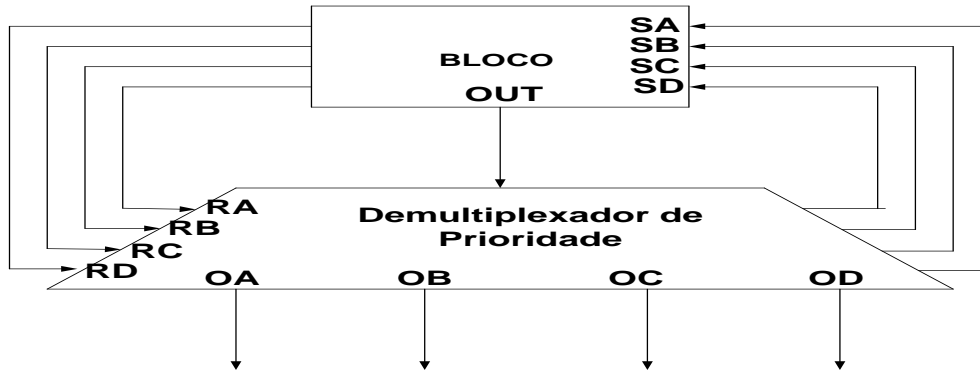 SA
SB
BLOCO
SC
SD
OUT
RA
Demultiplexador de
Prioridade
RB
RC
RD
OA OB OC OD